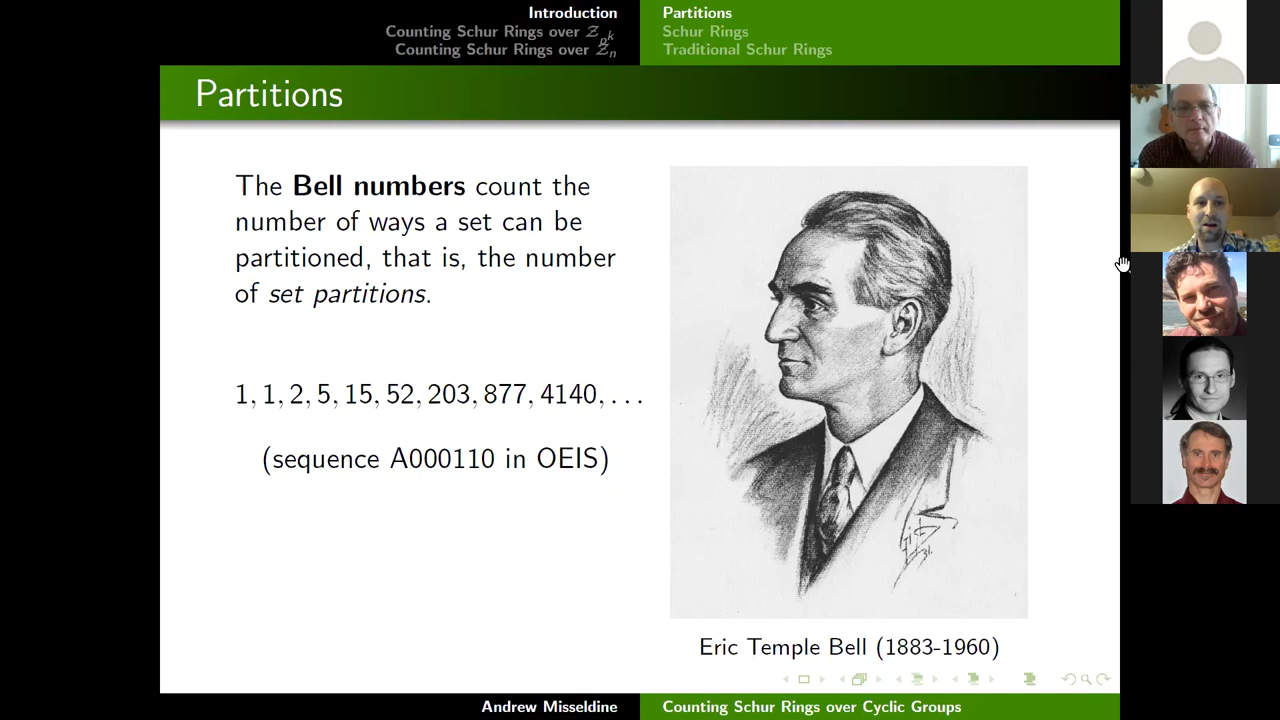 Introduction
Counting Schur Rings over Z_{p^k}
Counting Schur Rings over Z_n
Partitions
Schur Rings
Traditional Schur Rings
Partitions
The Bell numbers count the
number of ways a set can be
partitioned, that is, the number
of set partitions.
1, 1, 2, 5, 15, 52, 203, 877, 4140, . . .
(sequence A000110 in OEIS)
Eric Temple Bell (1883-1960)
Andrew Misseldine
Counting Schur Rings over Cyclic Groups